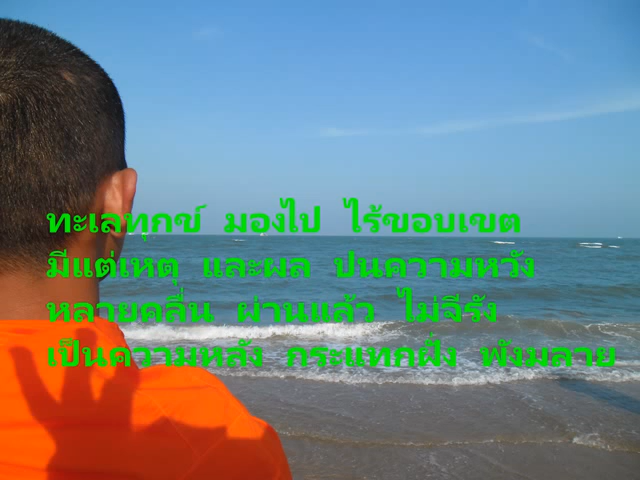 ทะเลทุกข์ มองไป ไร้ขอบเขต
มีแต่เหตุ และผล ปนความหวัง
หลายคลื่น ผ่านแล้ว ไม่จีรัง
เป็นความหลัง กระแทกฝั่ง พังมลาย